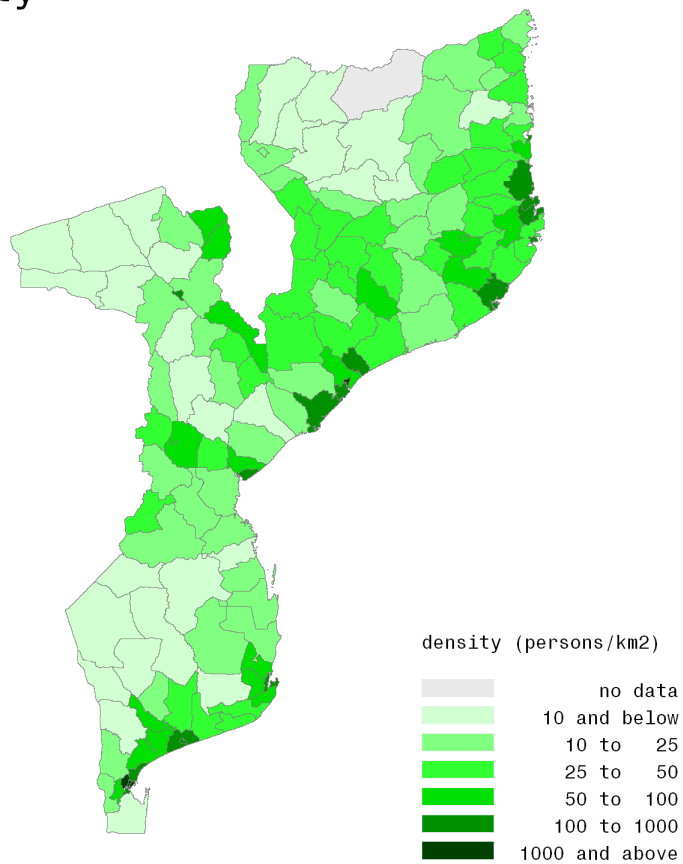 density (persons/km2)
no data
10 and below
10 to 25
25 to 50
50 to 100
100 to 1000
1000 and above